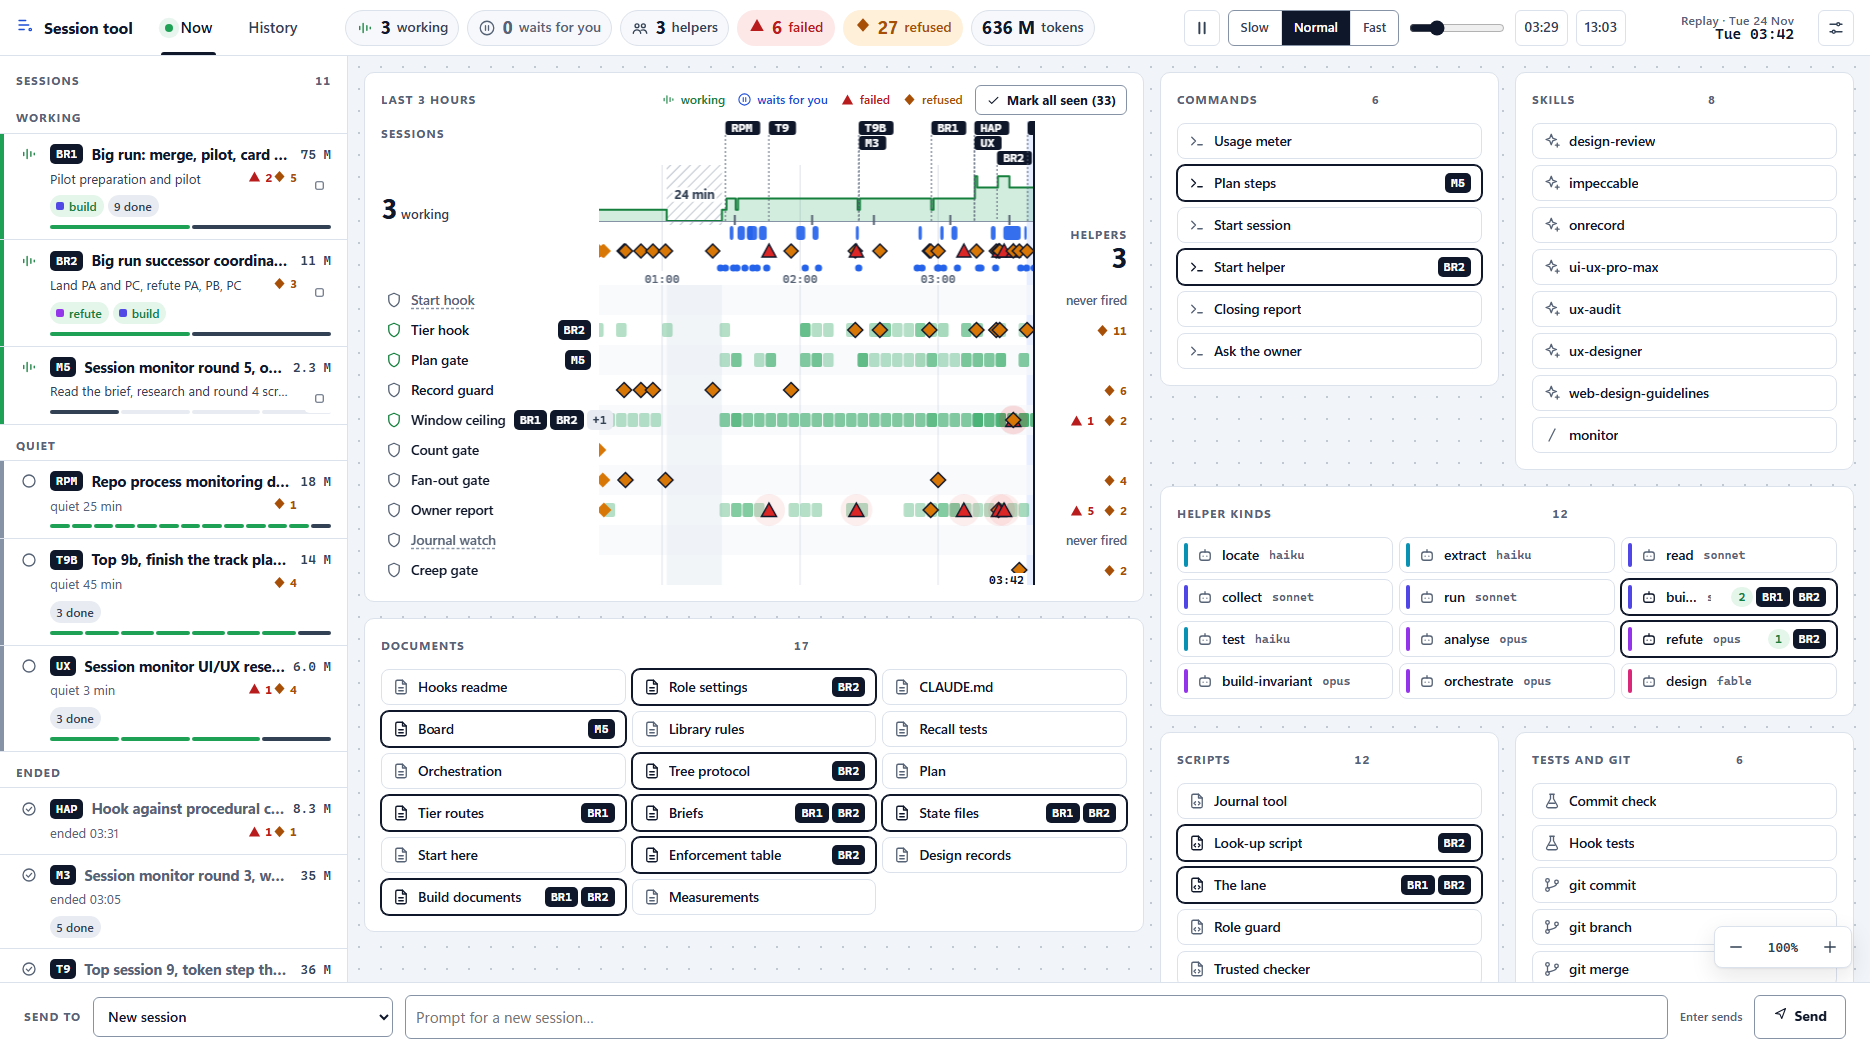 Session tool
Now
History
3 working
0 waits for you
3 helpers
6 failed
27 refused
636 M tokens
Slow
Normal
Fast
03:29
13:03
Replay · Tue 24 Nov
Tue 03:42
SESSIONS 11
WORKING
BR1 Big run: merge, pilot, card ... 75 M
Pilot preparation and pilot 2 5
build 9 done
BR2 Big run successor coordina... 11 M
Land PA and PC, refute PA, PB, PC 3
refute build
M5 Session monitor round 5, o... 2.3 M
Read the brief, research and round 4 scr...
QUIET
RPM Repo process monitoring d... 18 M
quiet 25 min 1
T9B Top 9b, finish the track pla... 14 M
quiet 45 min 4
3 done
UX Session monitor UI/UX rese... 6.0 M
quiet 3 min 1 4
3 done
ENDED
HAP Hook against procedural c... 8.3 M
ended 03:31 1 1
M3 Session monitor round 3, w... 35 M
ended 03:05
5 done
T9 Top session 9, token step th... 36 M
LAST 3 HOURS
working
waits for you
failed
refused
Mark all seen (33)
SESSIONS
RPM T9 T9B BR1 HAP
M3 UX
BR2
24 min
3 working
HELPERS
3
01:00 02:00 03:00
Start hook never fired
Tier hook BR2 11
Plan gate M5
Record guard 6
Window ceiling BR1 BR2 +1 1 2
Count gate
Fan-out gate 4
Owner report 5 2
Journal watch never fired
Creep gate 2
03:42
DOCUMENTS 17
Hooks readme
Role settings BR2
CLAUDE.md
Board M5
Library rules
Recall tests
Orchestration
Tree protocol BR2
Plan
Tier routes BR1
Briefs BR1 BR2
State files BR1 BR2
Start here
Enforcement table BR2
Design records
Build documents BR1 BR2
Measurements
COMMANDS 6
Usage meter
Plan steps M5
Start session
Start helper BR2
Closing report
Ask the owner
SKILLS 8
design-review
impeccable
onrecord
ui-ux-pro-max
ux-audit
ux-designer
web-design-guidelines
monitor
HELPER KINDS 12
locate haiku
extract haiku
read sonnet
collect sonnet
run sonnet
bui... s 2 BR1 BR2
test haiku
analyse opus
refute opus 1 BR2
build-invariant opus
orchestrate opus
design fable
SCRIPTS 12
Journal tool
Look-up script BR2
The lane BR1 BR2
Role guard
Trusted checker
TESTS AND GIT 6
Commit check
Hook tests
git commit
git branch
git merge
100%
SEND TO
New session
Prompt for a new session...
Enter sends
Send